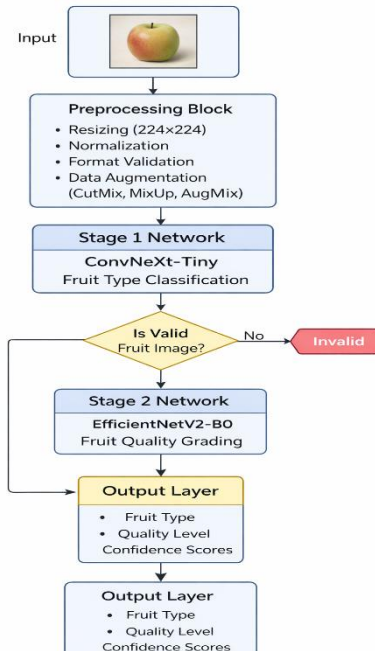 Input
Preprocessing Block
• Resizing (224×224)
• Normalization
• Format Validation
• Data Augmentation
(CutMix, MixUp, AugMix)
Stage 1 Network
ConvNeXt-Tiny
Fruit Type Classification
Is Valid
Fruit Image?
No
Invalid
Stage 2 Network
EfficientNetV2-B0
Fruit Quality Grading
Output Layer
• Fruit Type
• Quality Level
Confidence Scores
Output Layer
• Fruit Type
• Quality Level
Confidence Scores